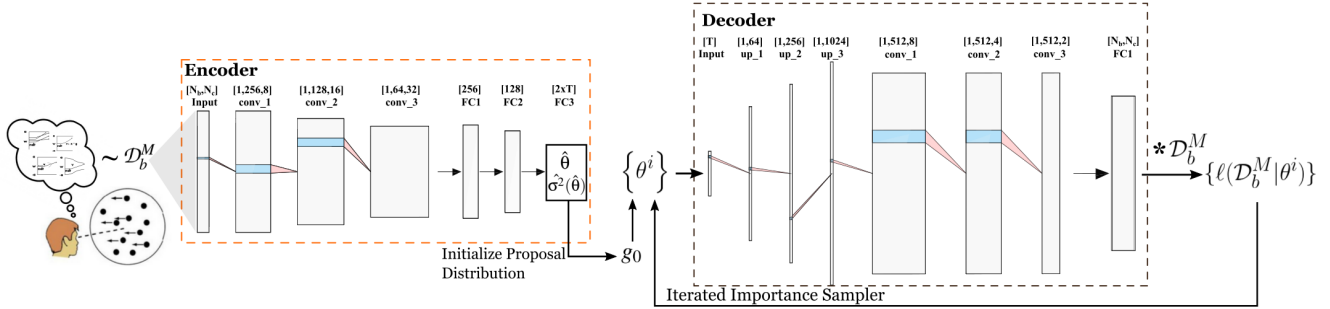 Encoder
[N_b,N_c] [1,256,8] [1,128,16] [1,64,32] [256] [128] [2xT]
Input conv_1 conv_2 conv_3 FC1 FC2 FC3
∼ 𝒟_b^M
θ̂
σ̂²(θ̂)
Initialize Proposal
Distribution
g_0
{θ^i}
Decoder
[T] [1,64] [1,256] [1,1024] [1,512,8] [1,512,4] [1,512,2] [N_b,N_c]
Input up_1 up_2 up_3 conv_1 conv_2 conv_3 FC1
* 𝒟_b^M
{ℓ(𝒟_b^M|θ^i)}
Iterated Importance Sampler